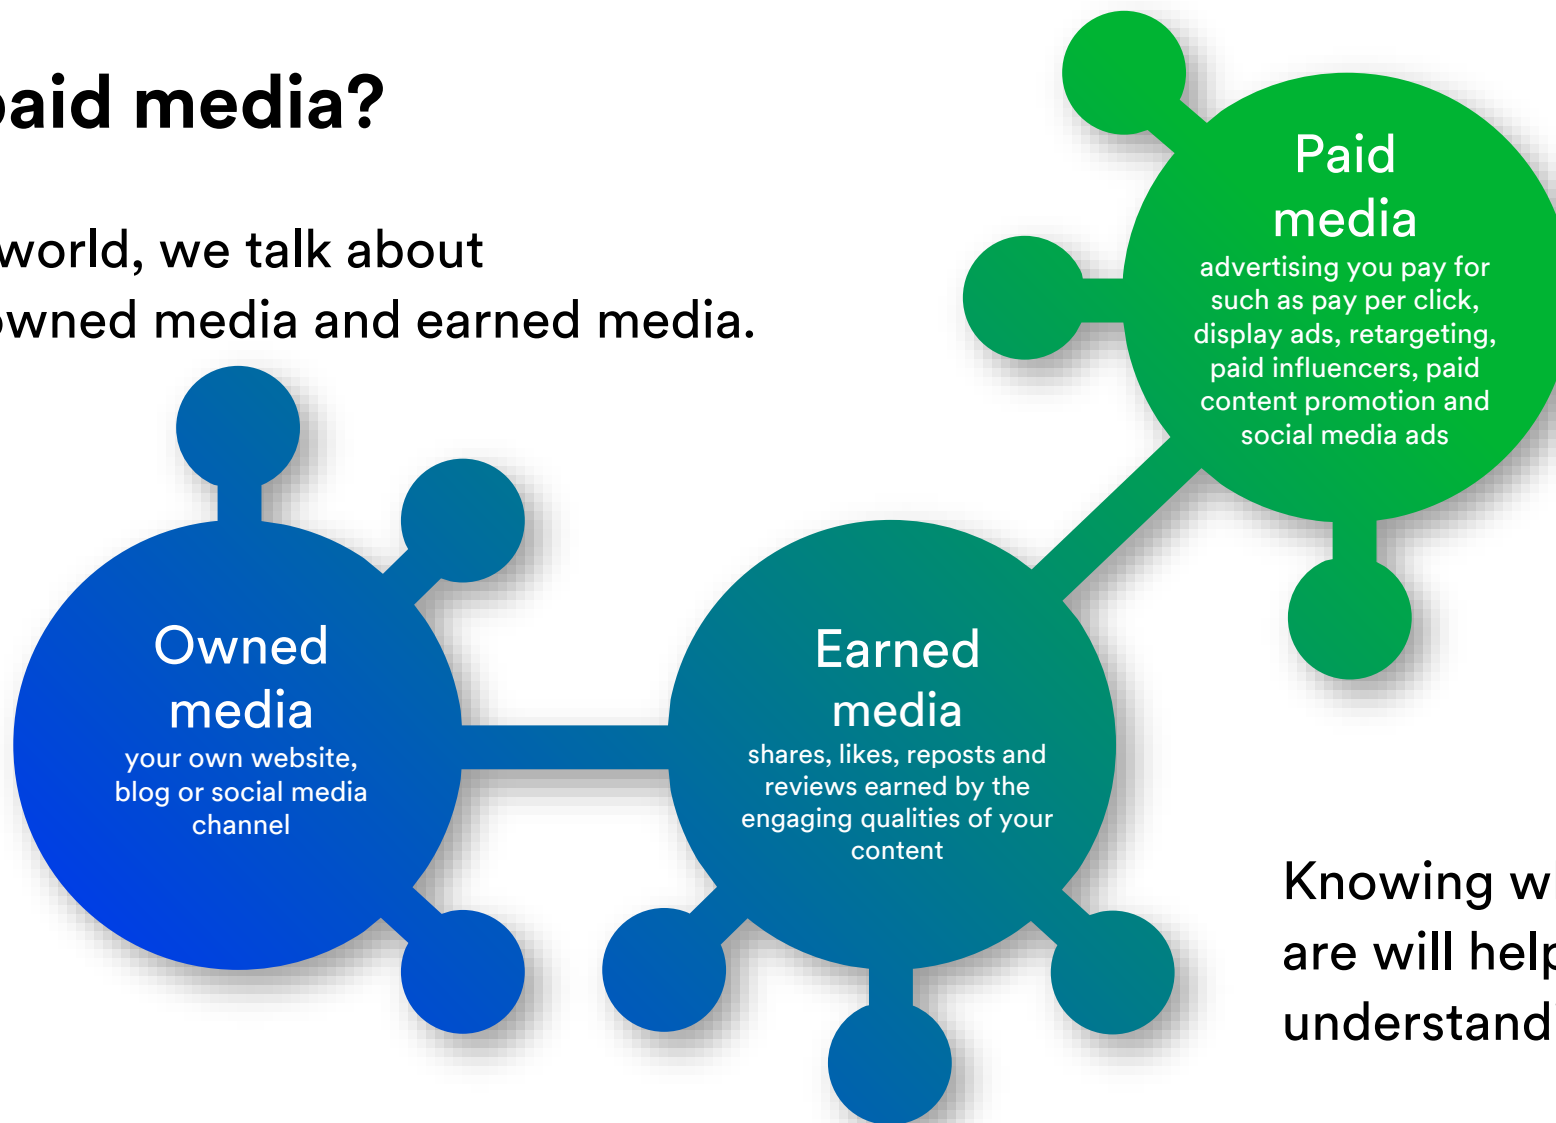 paid media?
world, we talk about
owned media and earned media.
Paid
media
advertising you pay for
such as pay per click,
display ads, retargeting,
paid influencers, paid
content promotion and
social media ads
Owned
media
your own website,
blog or social media
channel
Earned
media
shares, likes, reposts and
reviews earned by the
engaging qualities of your
content
Knowing
are will help
understand